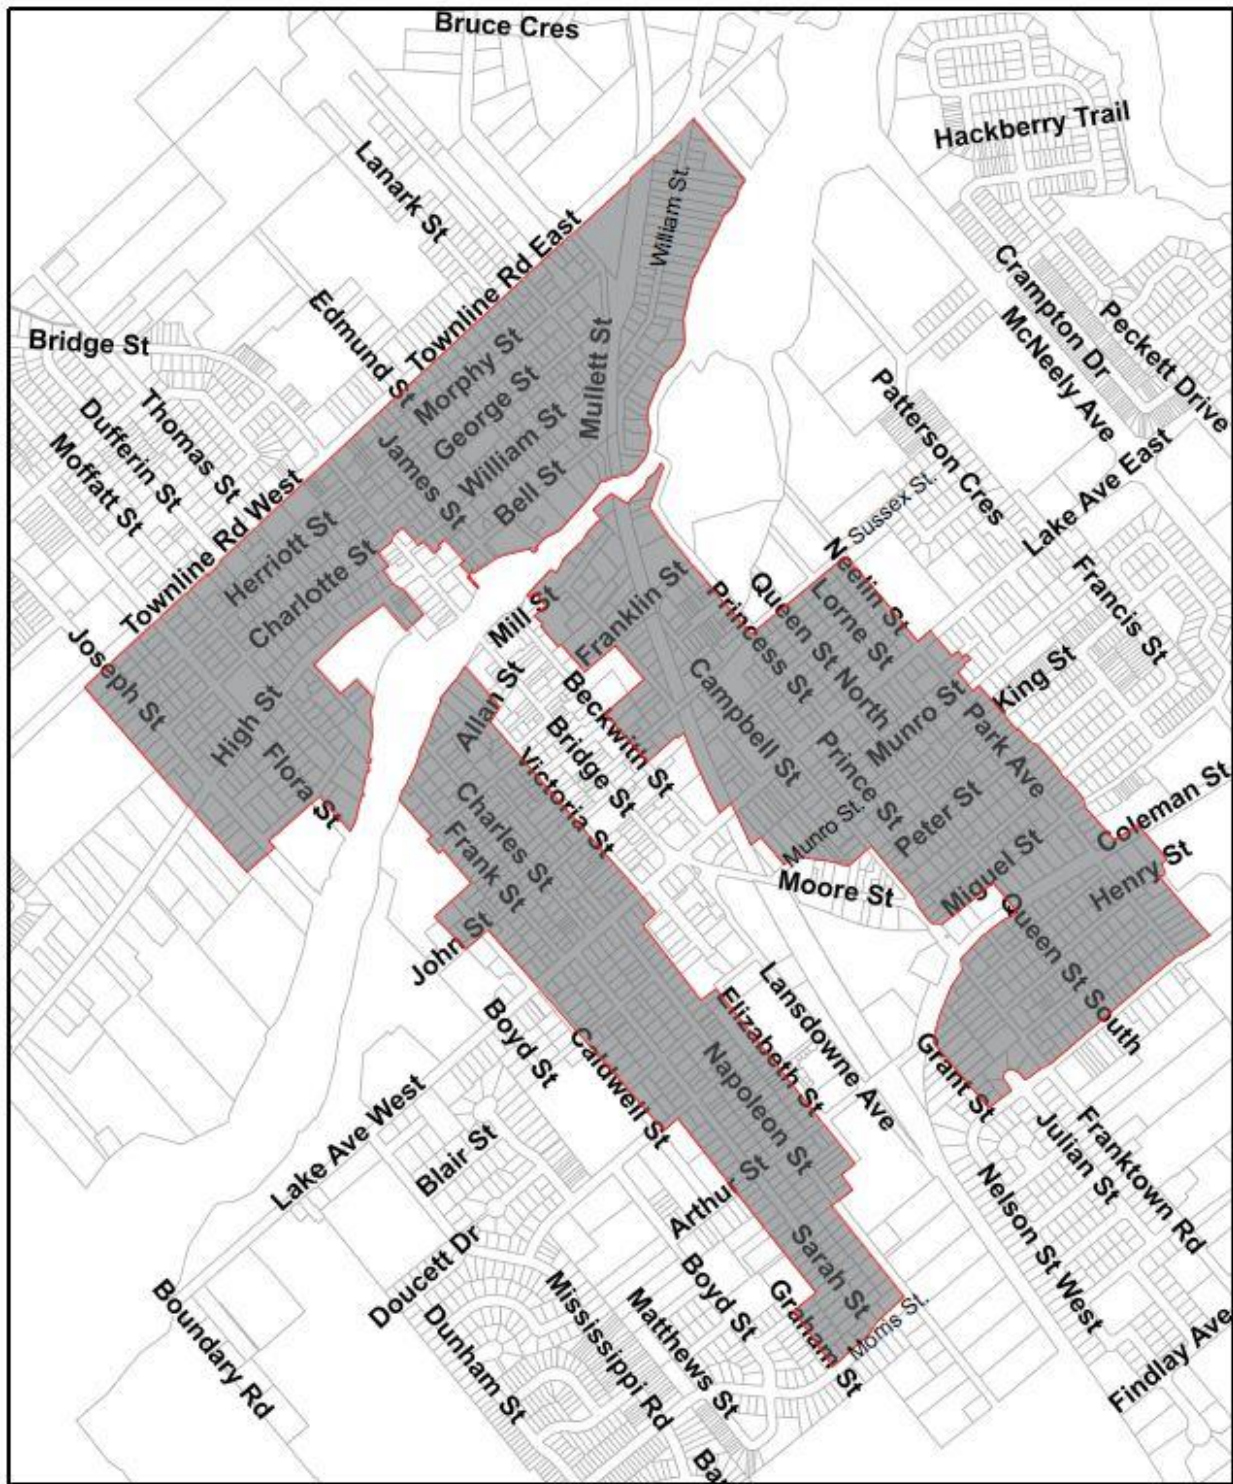 Bruce Cres
Hackberry Trail
Lanark St
William St.
Townline Rd East
Crampton Dr
Peckett Drive
McNeely Ave
Edmund St
Bridge St
Morphy St
George St
Mullett St
Thomas St
Dufferin St
Moffatt St
James St
William St
Bell St
Patterson Cres
Lake Ave East
Sussex St.
Townline Rd West
Herriott St
Charlotte St
Neelin St
Lorne St
Queen St North
Princess St
Francis St
Mill St
Franklin St
Joseph St
High St
Flora St
Allan St
Beckwith St
Bridge St
Campbell St
Munro St
Park Ave
King St
Prince St
Victoria St
Charles St
Frank St
Peter St
Munro St.
Coleman St
Moore St
Miguel St
Henry St
Queen St South
John St
Boyd St
Lansdowne Ave
Elizabeth St
Caldwell St
Napoleon St
Grant St
Julian St
Franktown Rd
Lake Ave West
Blair St
Arthur St
Nelson St West
Doucett Dr
Boyd St
Sarah St
Graham St
Morris St.
Boundary Rd
Dunham St
Mississippi Rd
Matthews St
Findlay Ave